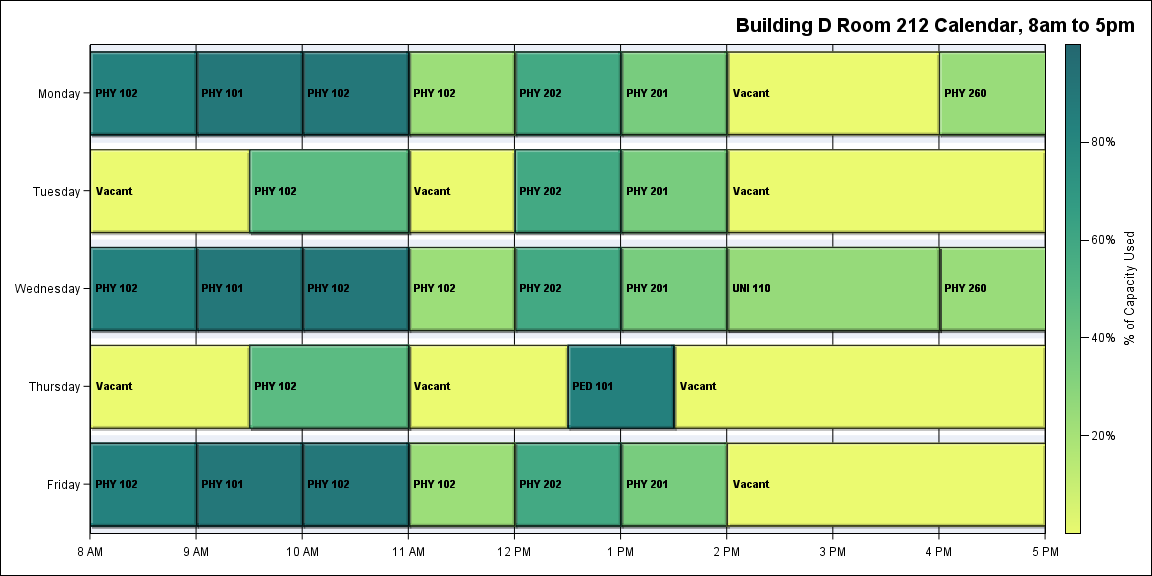 Building D Room 212 Calendar, 8am to 5pm
Monday
PHY 102
PHY 101
PHY 102
PHY 102
PHY 202
PHY 201
Vacant
PHY 260
Tuesday
Vacant
PHY 102
Vacant
PHY 202
PHY 201
Vacant
Wednesday
PHY 102
PHY 101
PHY 102
PHY 102
PHY 202
PHY 201
UNI 110
PHY 260
Thursday
Vacant
PHY 102
Vacant
PED 101
Vacant
Friday
PHY 102
PHY 101
PHY 102
PHY 102
PHY 202
PHY 201
Vacant
8 AM
9 AM
10 AM
11 AM
12 PM
1 PM
2 PM
3 PM
4 PM
5 PM
80%
60%
40%
20%
% of Capacity Used